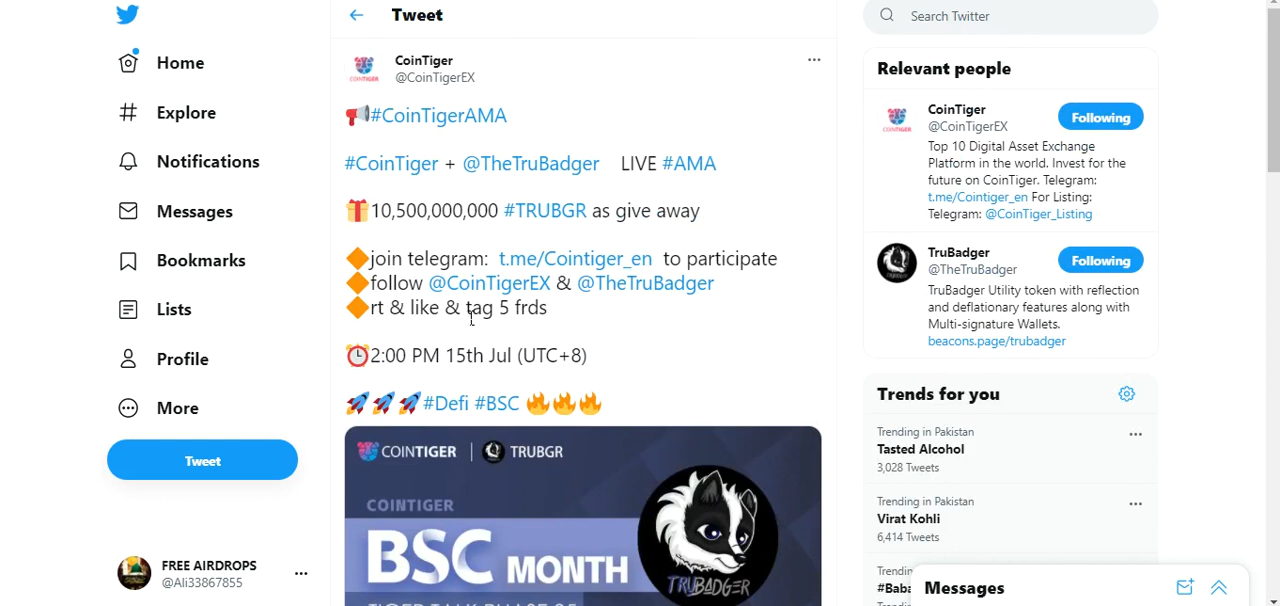 Tweet
Search Twitter
Home
Explore
Notifications
Messages
Bookmarks
Lists
Profile
More
Tweet
FREE AIRDROPS
@Ali33867855
CoinTiger
@CoinTigerEX
📢#CoinTigerAMA
#CoinTiger + @TheTruBadger LIVE #AMA
🎁10,500,000,000 #TRUBGR as give away
🔶join telegram: t.me/Cointiger_en to participate
🔶follow @CoinTigerEX & @TheTruBadger
🔶rt & like & tag 5 frds
⏰2:00 PM 15th Jul (UTC+8)
🚀🚀🚀#Defi #BSC 🔥🔥🔥
COINTIGER | TRUBGR
COINTIGER
BSC MONTH
TRUBADGER
Relevant people
CoinTiger
@CoinTigerEX
Following
Top 10 Digital Asset Exchange
Platform in the world. Invest for the
future on CoinTiger. Telegram:
t.me/Cointiger_en For Listing:
Telegram: @CoinTiger_Listing
TruBadger
@TheTruBadger
Following
TruBadger Utility token with reflection
and deflationary features along with
Multi-signature Wallets.
beacons.page/trubadger
Trends for you
Trending in Pakistan
Tasted Alcohol
3,028 Tweets
Trending in Pakistan
Virat Kohli
6,414 Tweets
Messages